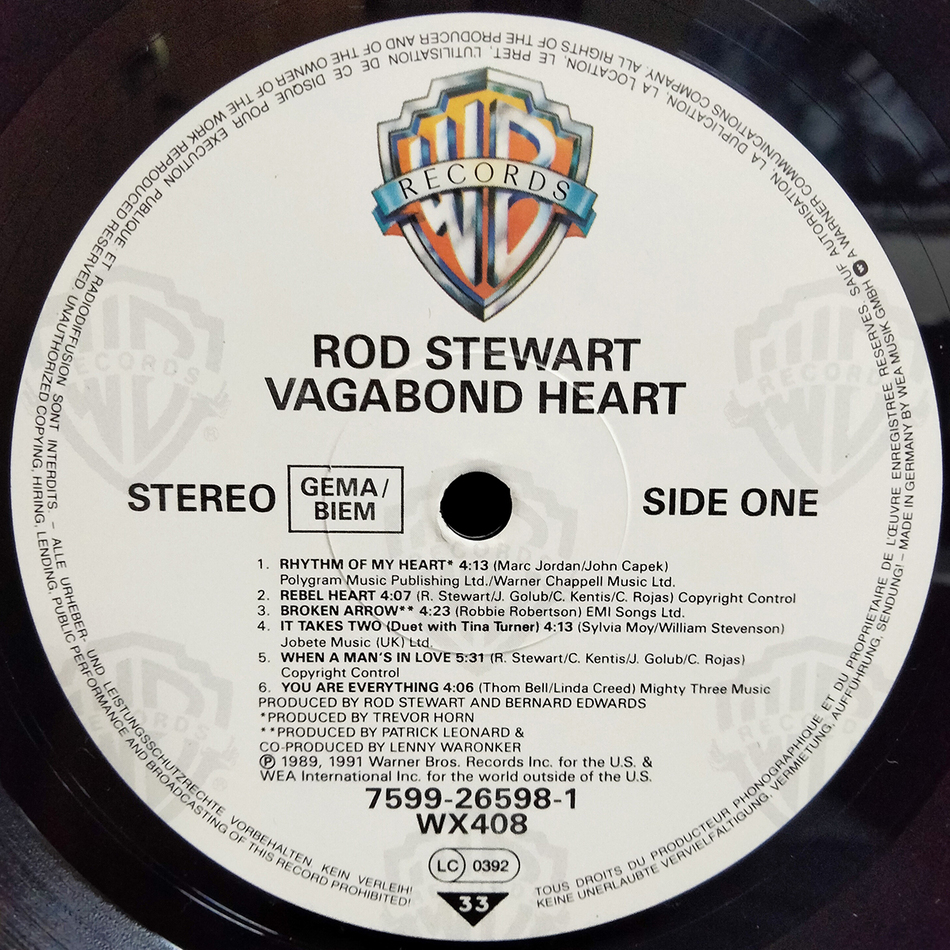 WB
RECORDS
ROD STEWART
VAGABOND HEART
STEREO
GEMA/
BIEM
SIDE ONE
1. RHYTHM OF MY HEART* 4:13 (Marc Jordan/John Capek)
Polygram Music Publishing Ltd./Warner Chappell Music Ltd.
2. REBEL HEART 4:07 (R. Stewart/J. Golub/C. Kentis/C. Rojas) Copyright Control
3. BROKEN ARROW** 4:23 (Robbie Robertson) EMI Songs Ltd.
4. IT TAKES TWO (Duet with Tina Turner) 4:13 (Sylvia Moy/William Stevenson)
Jobete Music (UK) Ltd.
5. WHEN A MAN'S IN LOVE 5:31 (R. Stewart/C. Kentis/J. Golub/C. Rojas)
Copyright Control
6. YOU ARE EVERYTHING 4:06 (Thom Bell/Linda Creed) Mighty Three Music
PRODUCED BY ROD STEWART AND BERNARD EDWARDS
*PRODUCED BY TREVOR HORN
**PRODUCED BY PATRICK LEONARD &
CO-PRODUCED BY LENNY WARONKER
Ⓟ 1989, 1991 Warner Bros. Records Inc. for the U.S. &
WEA International Inc. for the world outside of the U.S.
7599-26598-1
WX408
LC 0392
33
– ALLE URHEBER- UND LEISTUNGSSCHUTZRECHTE VORBEHALTEN KEIN VERLEIH!
KEINE UNERLAUBTE VERVIELFÄLTIGUNG, VERMIETUNG, AUFFÜHRUNG, SENDUNG! – MADE IN GERMANY BY WEA MUSIK GMBH A WARNER COMMUNICATIONS COMPANY. ALL RIGHTS OF THE PRODUCER AND OF THE OWNER OF THE WORK REPRODUCED RESERVED. UNAUTHORIZED COPYING, HIRING, LENDING, PUBLIC PERFORMANCE AND BROADCASTING OF THIS RECORD PROHIBITED!
TOUS DROITS DU PRODUCTEUR PHONOGRAPHIQUE ET DU PROPRIETAIRE DE L'ŒUVRE ENREGISTREE RESERVES. SAUF AUTORISATION, LA DUPLICATION, LA LOCATION, LE PRET, L'UTILISATION DE CE DISQUE POUR EXECUTION PUBLIQUE ET RADIODIFFUSION SONT INTERDITS.